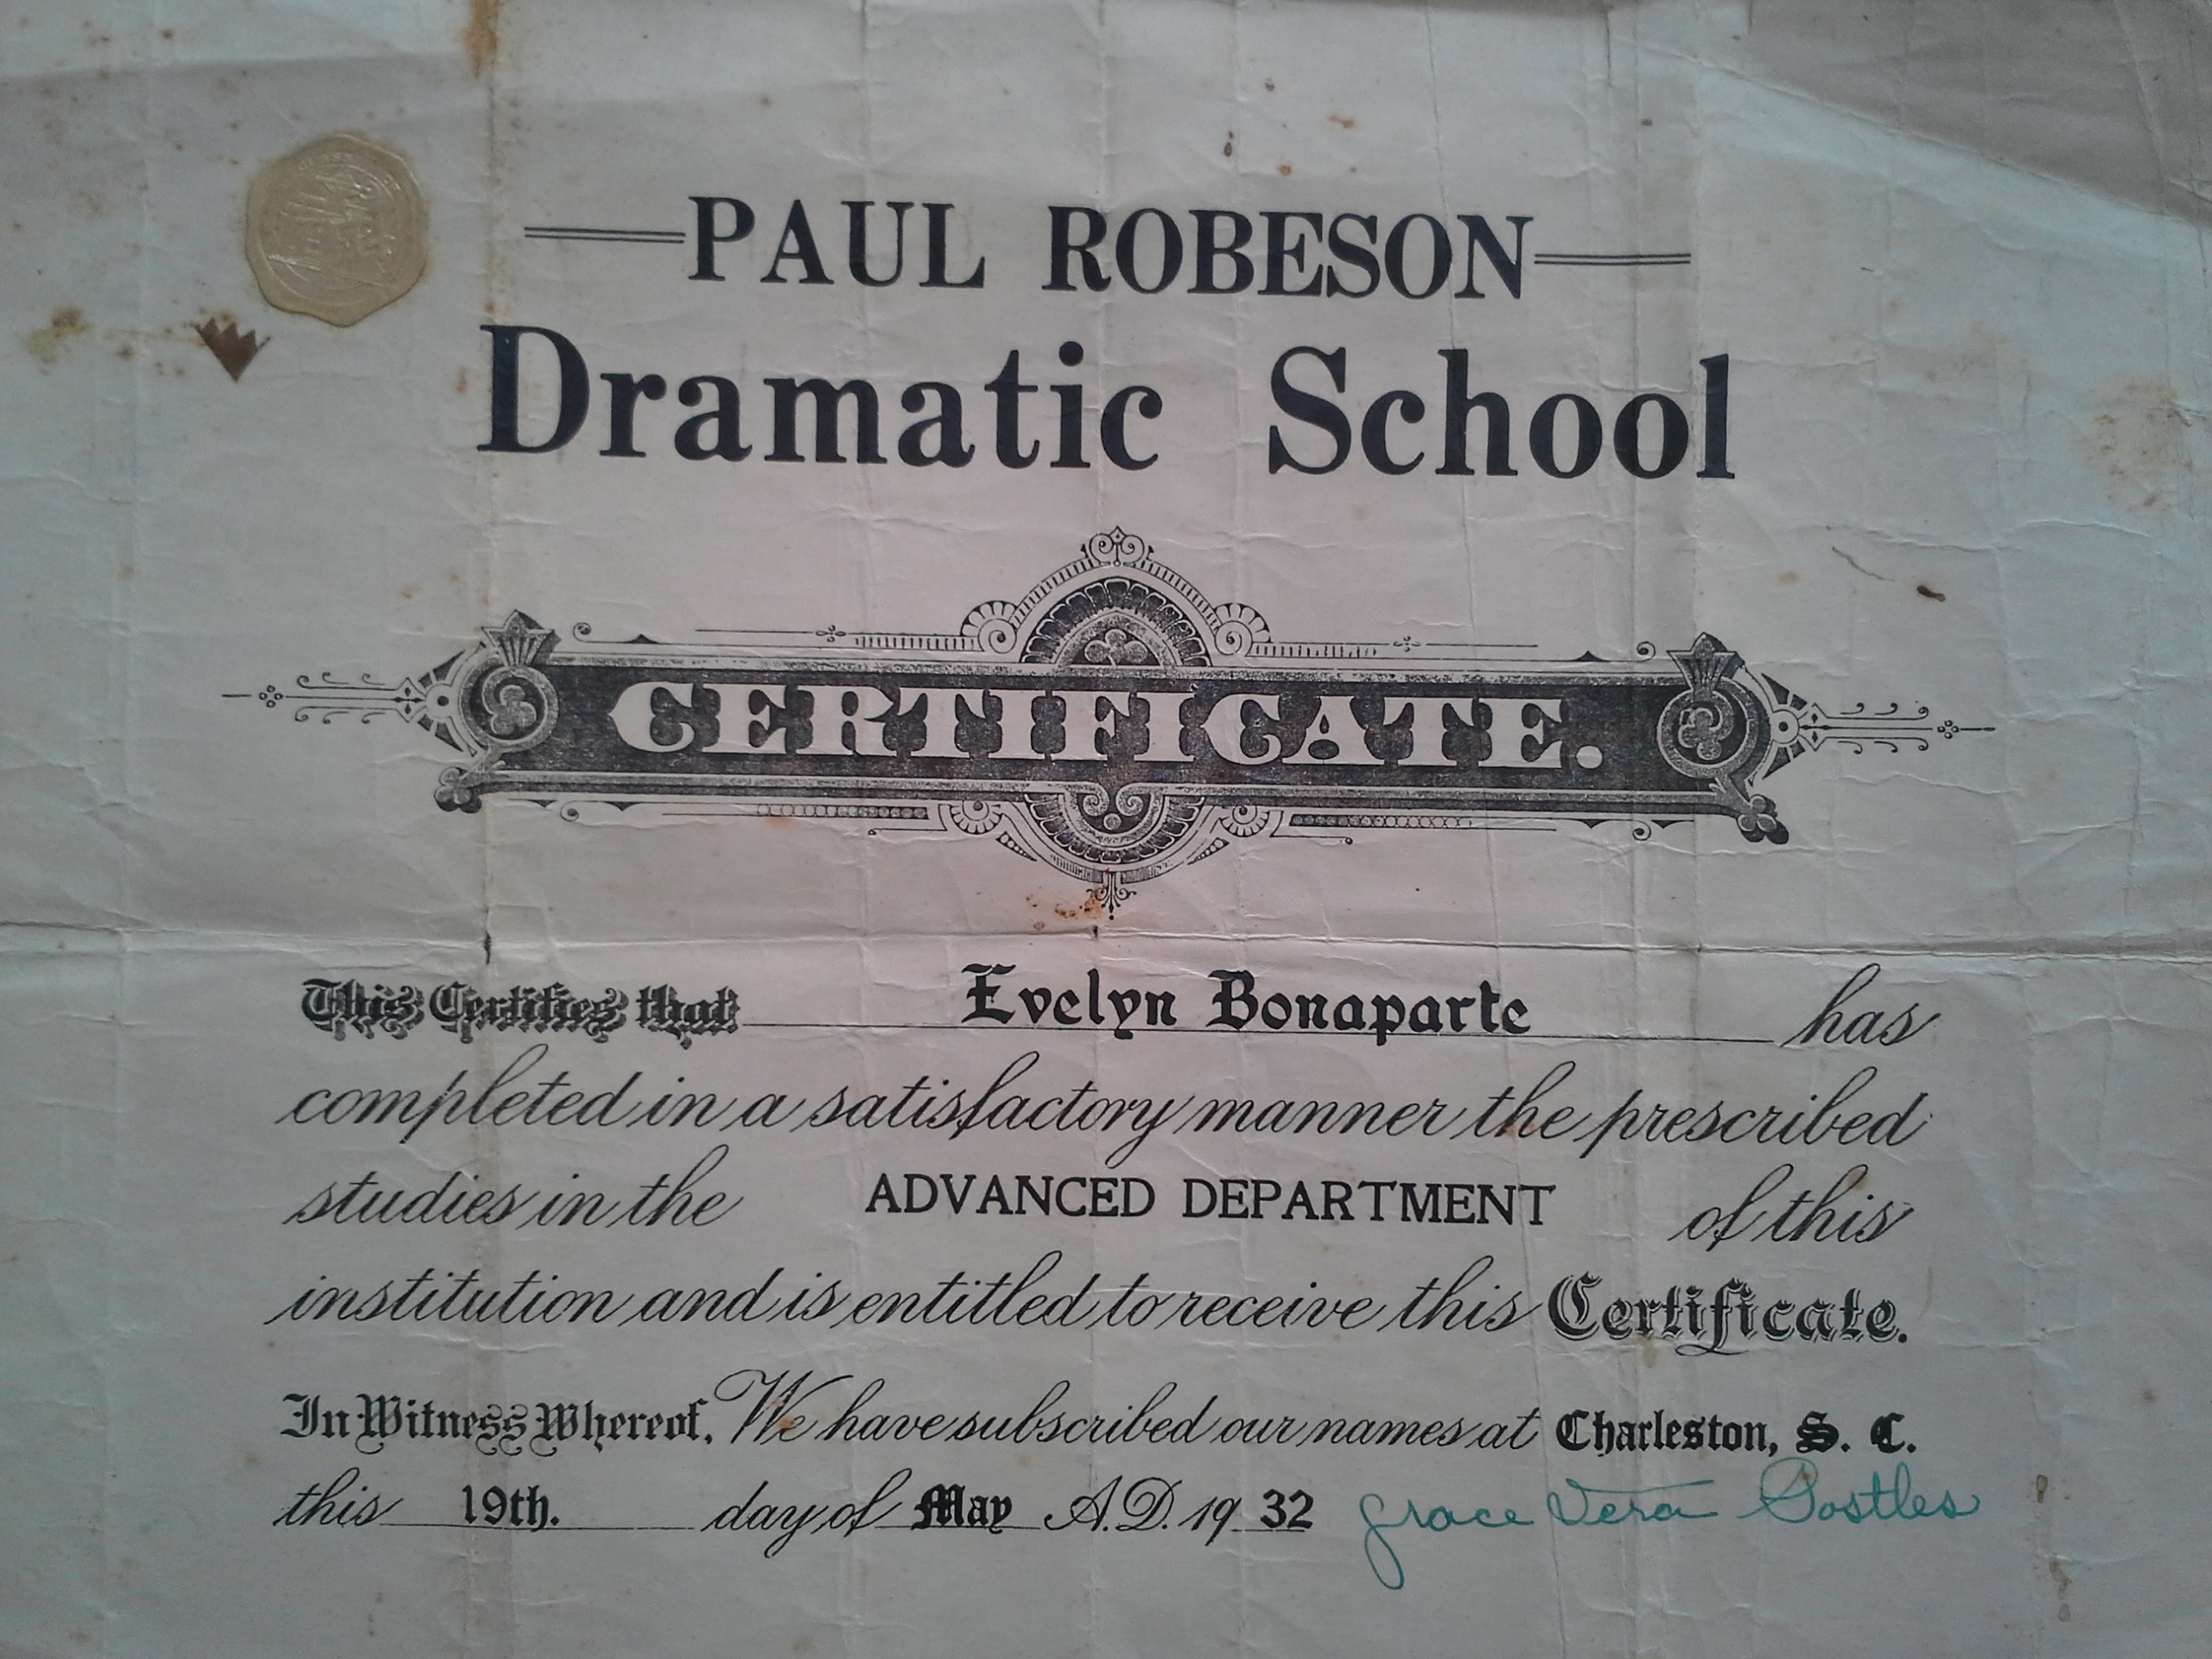 PAUL ROBESON
Dramatic School
CERTIFICATE.
This Certifies that Evelyn Bonaparte has
completed in a satisfactory manner the prescribed
studies in the ADVANCED DEPARTMENT of this
institution and is entitled to receive this Certificate.
In Witness Whereof, We have subscribed our names at Charleston, S. C.
this 19th. day of May A.D. 19 32 Grace Vera Postles